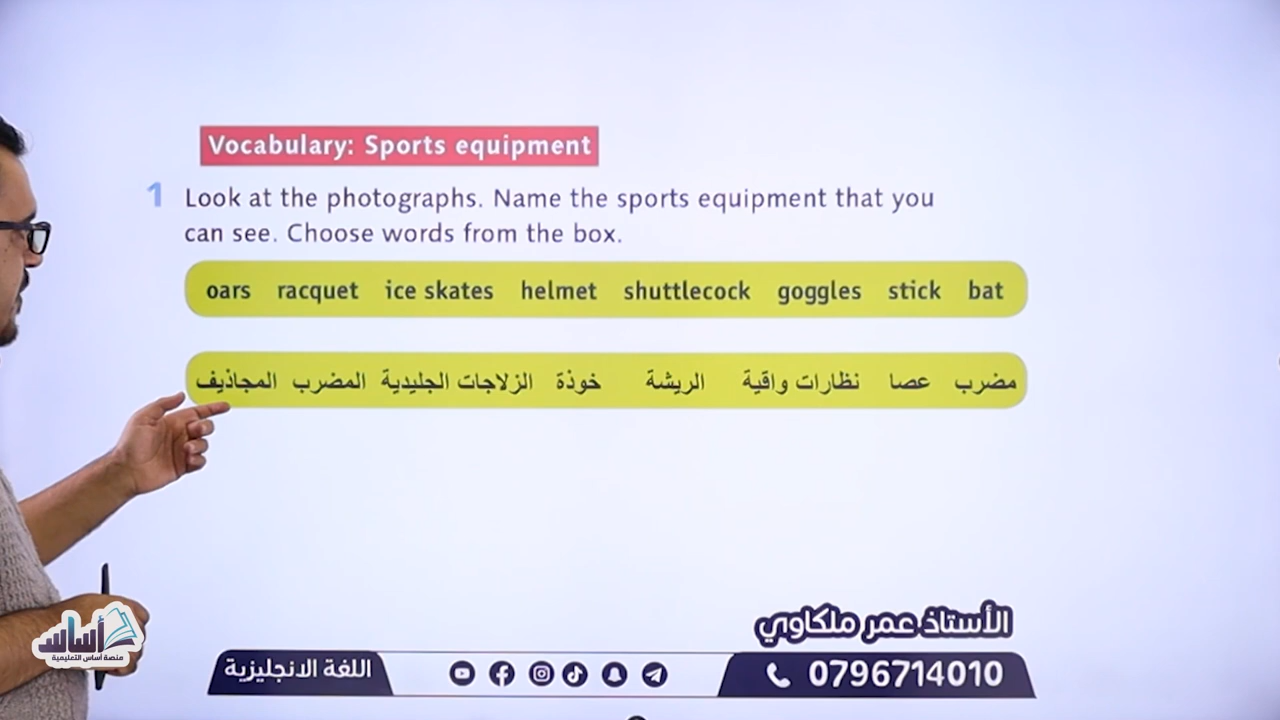 Vocabulary: Sports equipment
1 Look at the photographs. Name the sports equipment that you
can see. Choose words from the box.
oars racquet ice skates helmet shuttlecock goggles stick bat
مضرب عصا نظارات واقية الريشة خوذة الزلاجات الجليدية المضرب المجاذيف
الأستاذ عمر ملكاوي
0796714010
اللغة الانجليزية
أساس
منصة أساس التعليمية